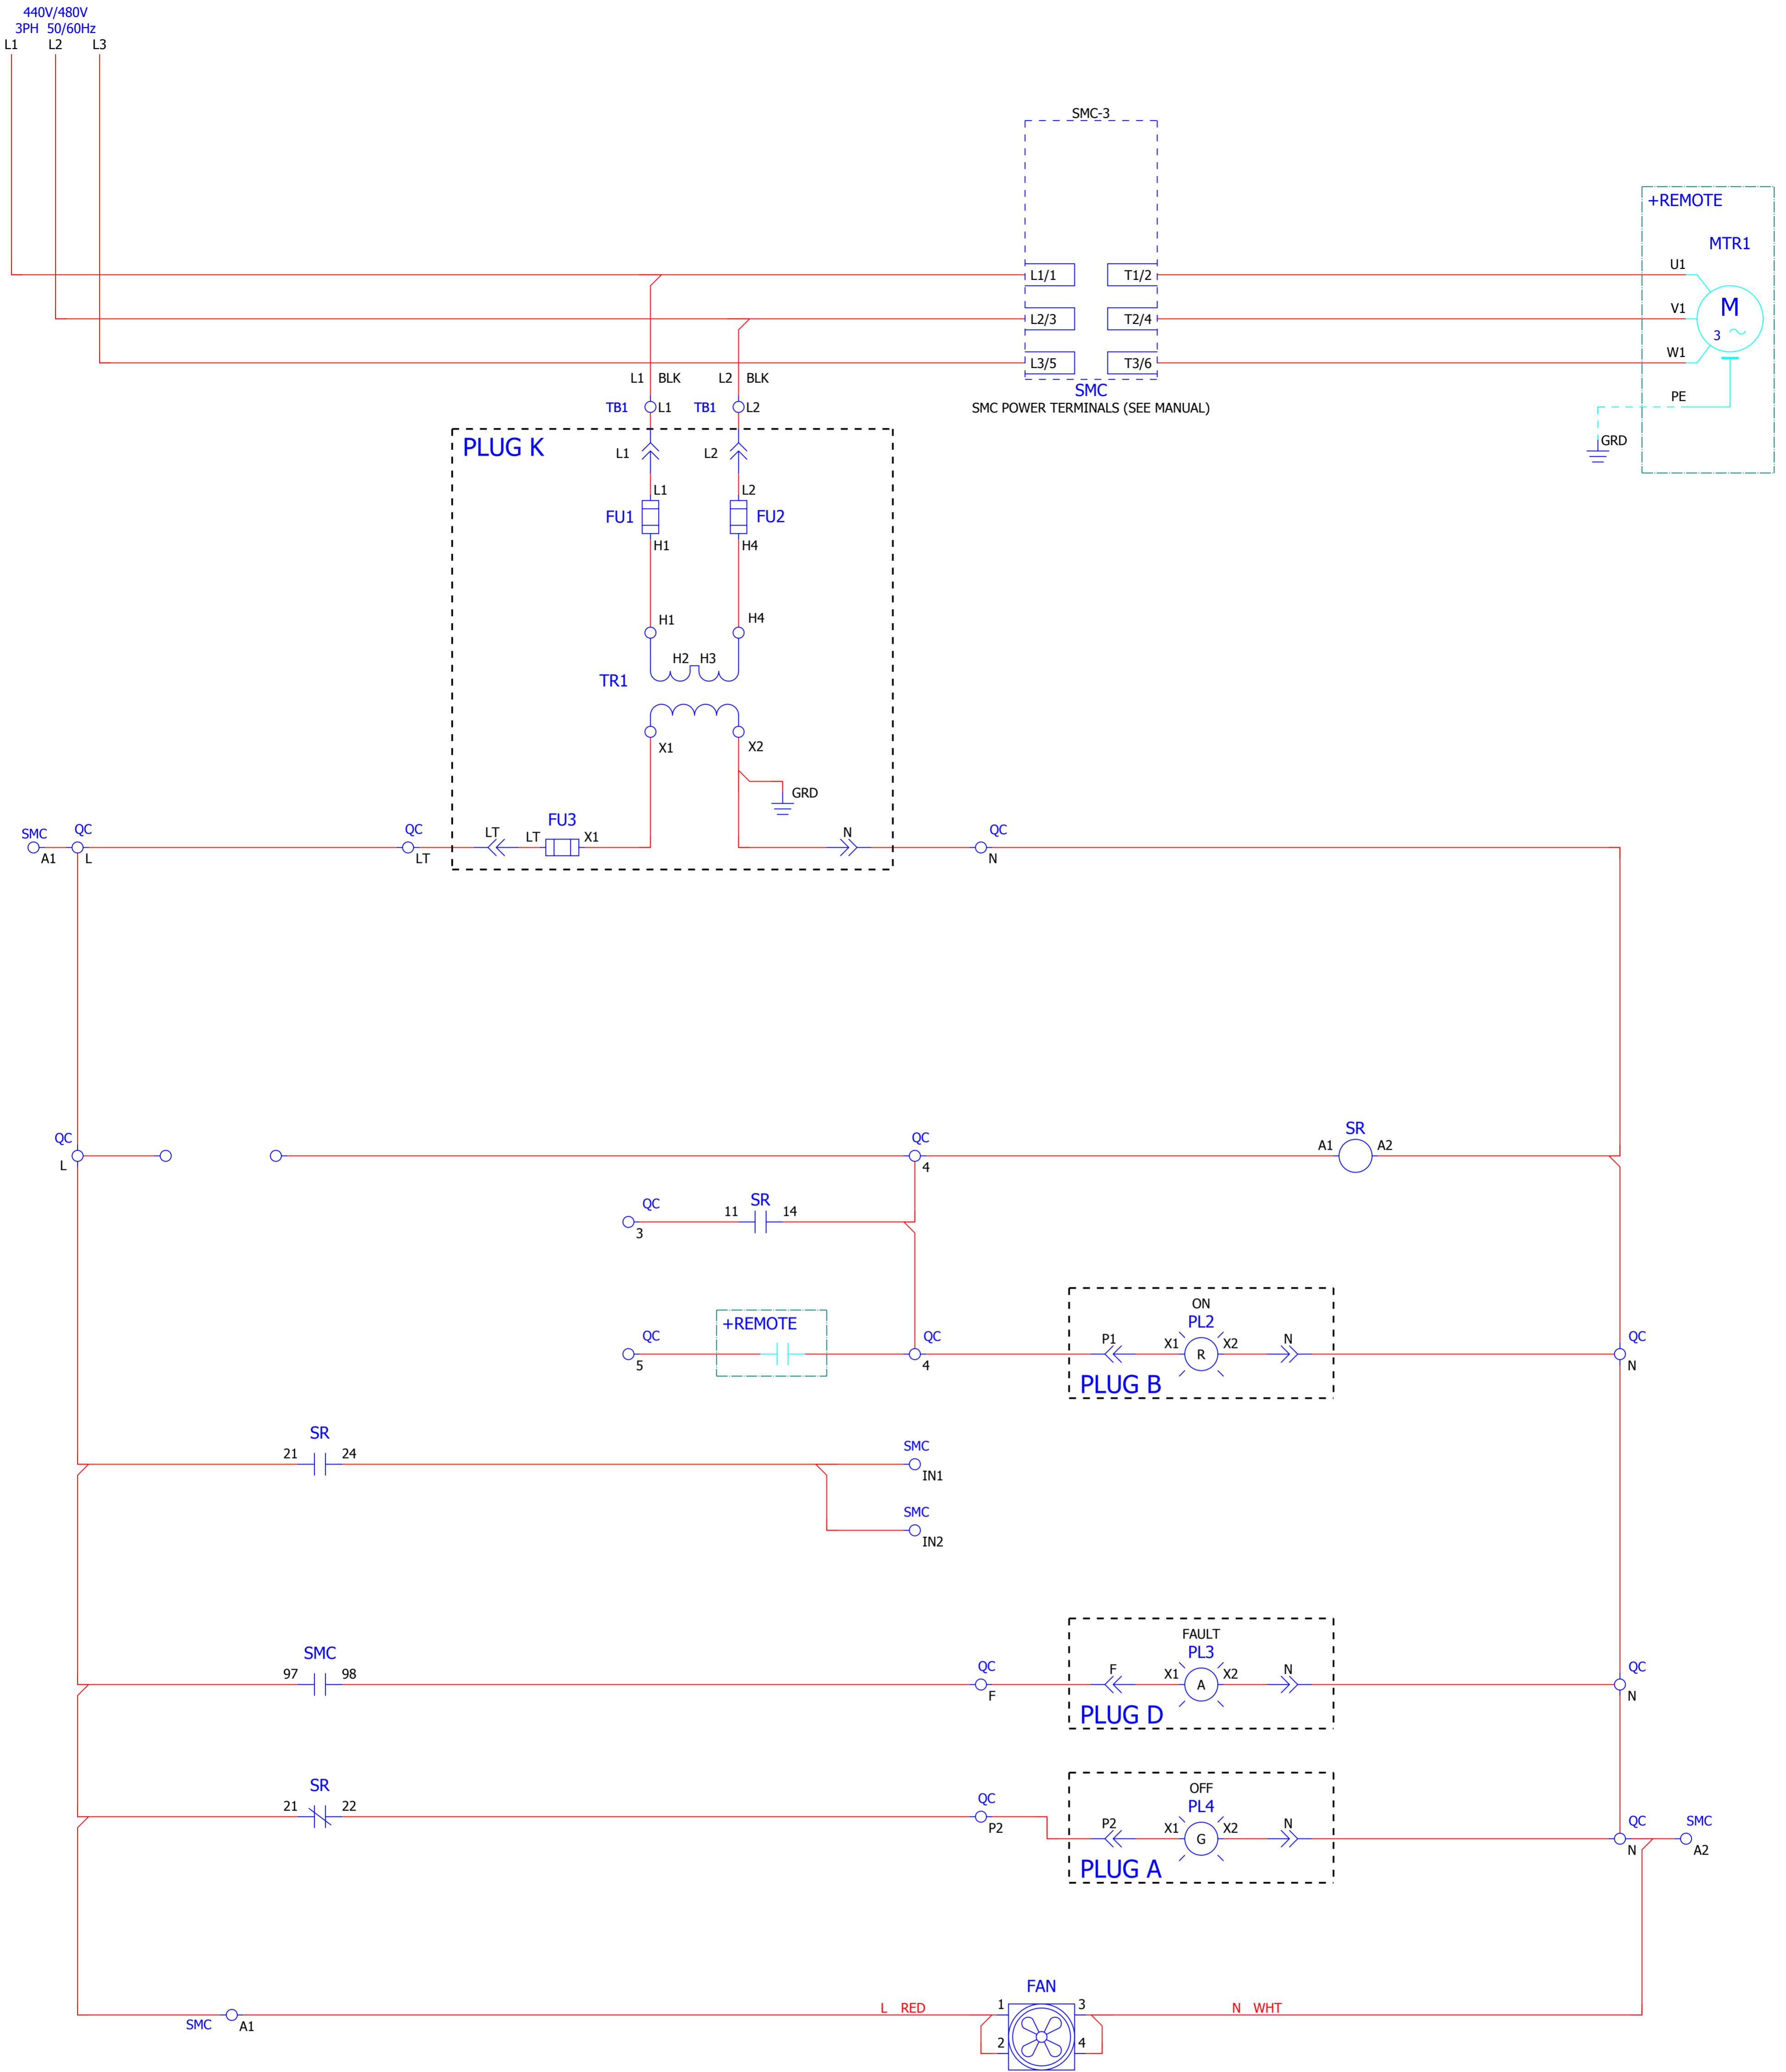 440V/480V
3PH 50/60Hz
L1 L2 L3
SMC-3
+REMOTE
MTR1
L1/1 T1/2 U1
L2/3 T2/4 V1
M
3
L3/5 T3/6 W1
SMC
SMC POWER TERMINALS (SEE MANUAL)
PE
GRD
L1 BLK L2 BLK
TB1 L1 TB1 L2
PLUG K
L1 L2
L1 L2
FU1 FU2
H1 H4
H1 H4
H2 H3
TR1
X1 X2
GRD
FU3
SMC QC QC LT LT X1 N QC
A1 L LT N
QC QC SR
L 4 A1 A2
QC 11 SR 14
3
+REMOTE
ON
PL2
QC QC P1 X1 R X2 N QC
5 4 N
PLUG B
SR
21 24 SMC
IN1
SMC
IN2
FAULT
SMC PL3
97 98 QC F X1 A X2 N QC
F N
PLUG D
OFF
SR PL4
21 22 QC P2 X1 G X2 N QC SMC
P2 N A2
PLUG A
FAN
L RED 1 3 N WHT
SMC A1 2 4